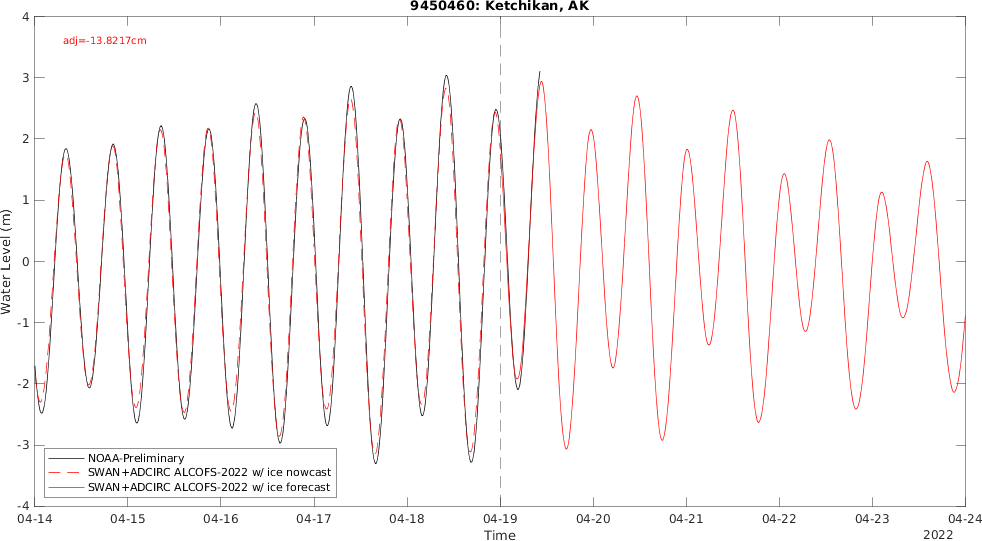 9450460: Ketchikan, AK
adj=-13.8217cm
Water Level (m)
4
3
2
1
0
-1
-2
-3
-4
NOAA-Preliminary
SWAN+ADCIRC ALCOFS-2022 w/ ice nowcast
SWAN+ADCIRC ALCOFS-2022 w/ ice forecast
04-14 04-15 04-16 04-17 04-18 04-19 04-20 04-21 04-22 04-23 04-24
Time
2022